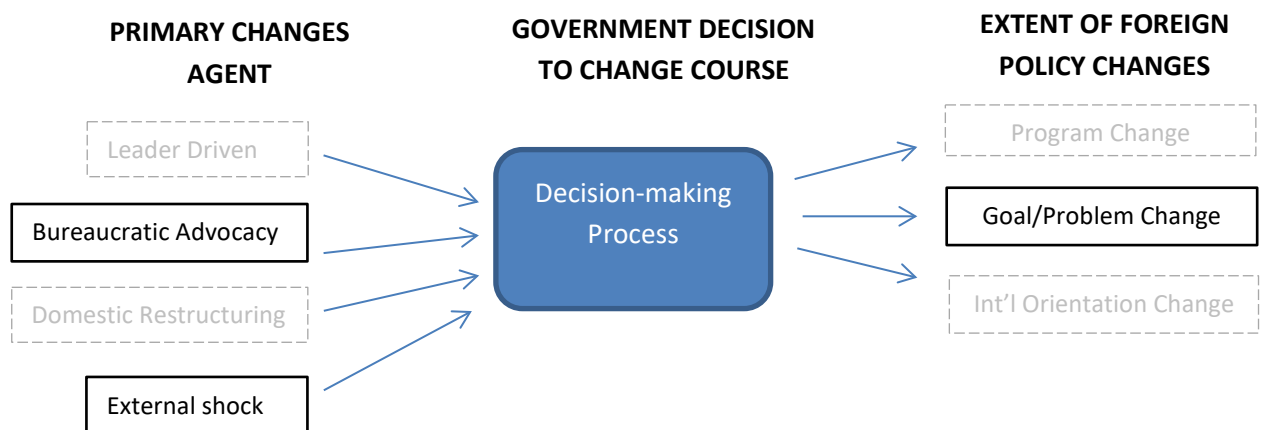 PRIMARY CHANGES
AGENT
GOVERNMENT DECISION
TO CHANGE COURSE
EXTENT OF FOREIGN
POLICY CHANGES
Leader Driven
Bureaucratic Advocacy
Domestic Restructuring
External shock
Decision-making
Process
Program Change
Goal/Problem Change
Int’l Orientation Change